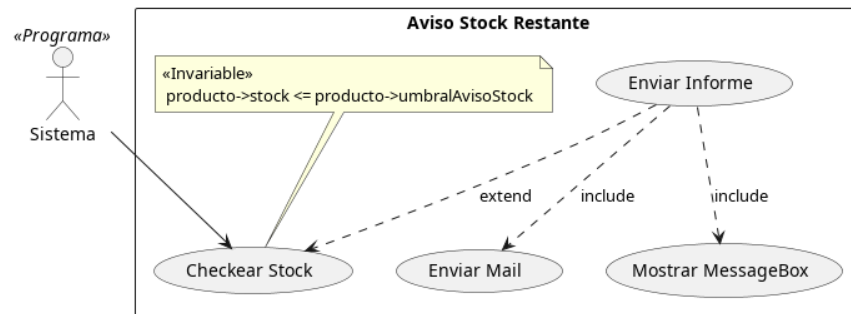 Aviso Stock Restante
«Programa»
Sistema
«Invariable»
producto->stock <= producto->umbralAvisoStock
Enviar Informe
extend
include
include
Checkear Stock
Enviar Mail
Mostrar MessageBox